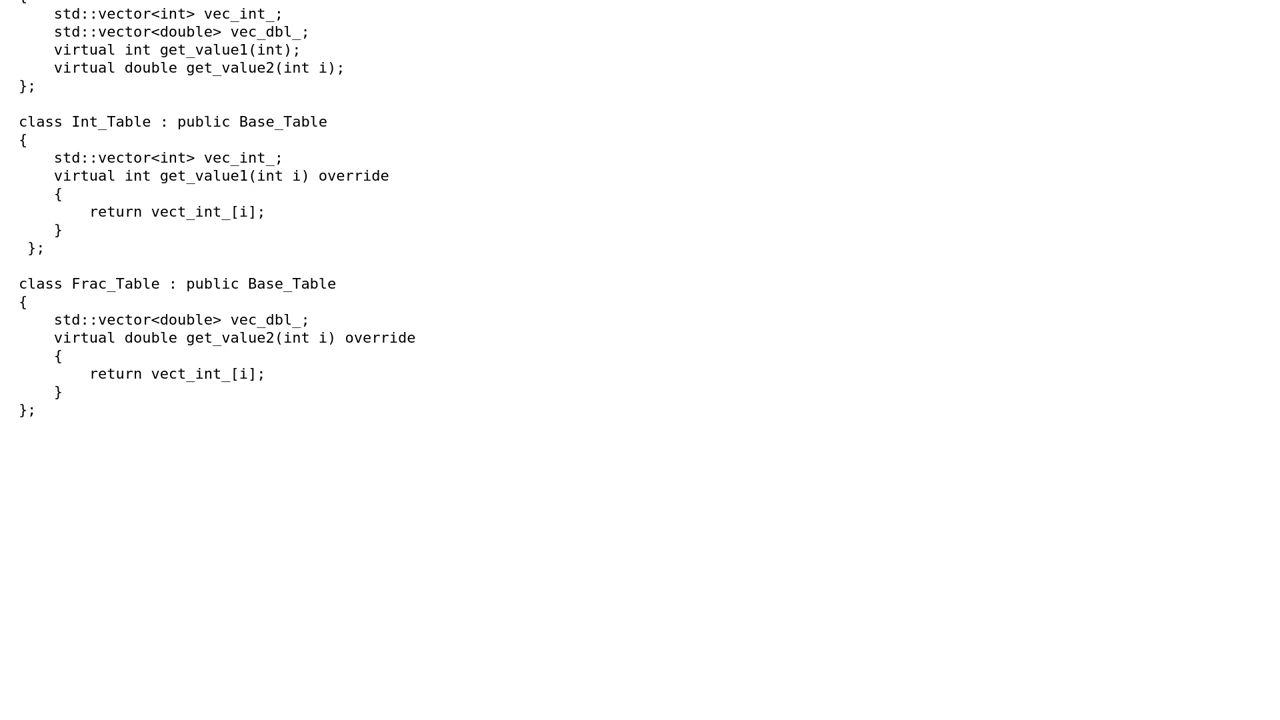 {
    std::vector<int> vec_int_;
    std::vector<double> vec_dbl_;
    virtual int get_value1(int);
    virtual double get_value2(int i);
};

class Int_Table : public Base_Table
{
    std::vector<int> vec_int_;
    virtual int get_value1(int i) override
    {
        return vect_int_[i];
    }
 };

class Frac_Table : public Base_Table
{
    std::vector<double> vec_dbl_;
    virtual double get_value2(int i) override
    {
        return vect_int_[i];
    }
};